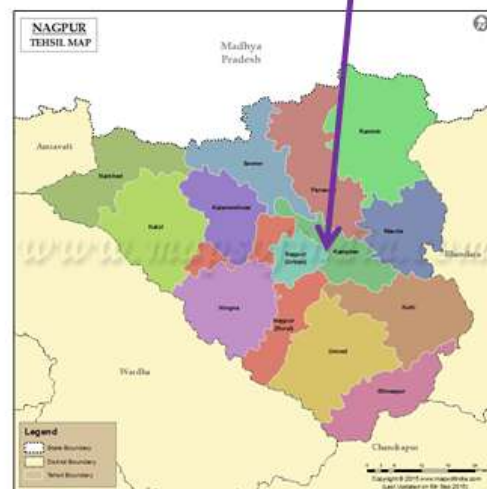 NAGPUR
TEHSIL MAP
Madhya
Pradesh
Amravati
Ramtek
Narkhed
Savner
Parseoni
Katol
Kalameshwar
Mauda
Nagpur
(Urban)
Kamptee
Bhandara
Hingna
Nagpur
(Rural)
Kuhi
Umred
Wardha
Bhiwapur
Chandrapur
Legend
State Boundary
District Boundary
Tehsil Boundary